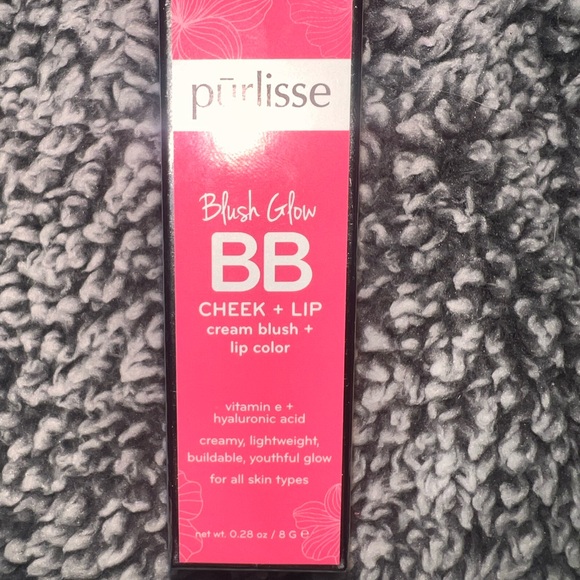 pūrlisse
Blush Glow
BB
CHEEK + LIP
cream blush +
lip color
vitamin e +
hyaluronic acid
creamy, lightweight,
buildable, youthful glow
for all skin types
net wt. 0.28 oz / 8 G ℮